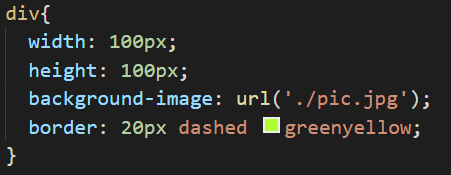 div{
width: 100px;
height: 100px;
background-image: url('./pic.jpg');
border: 20px dashed greenyellow;
}